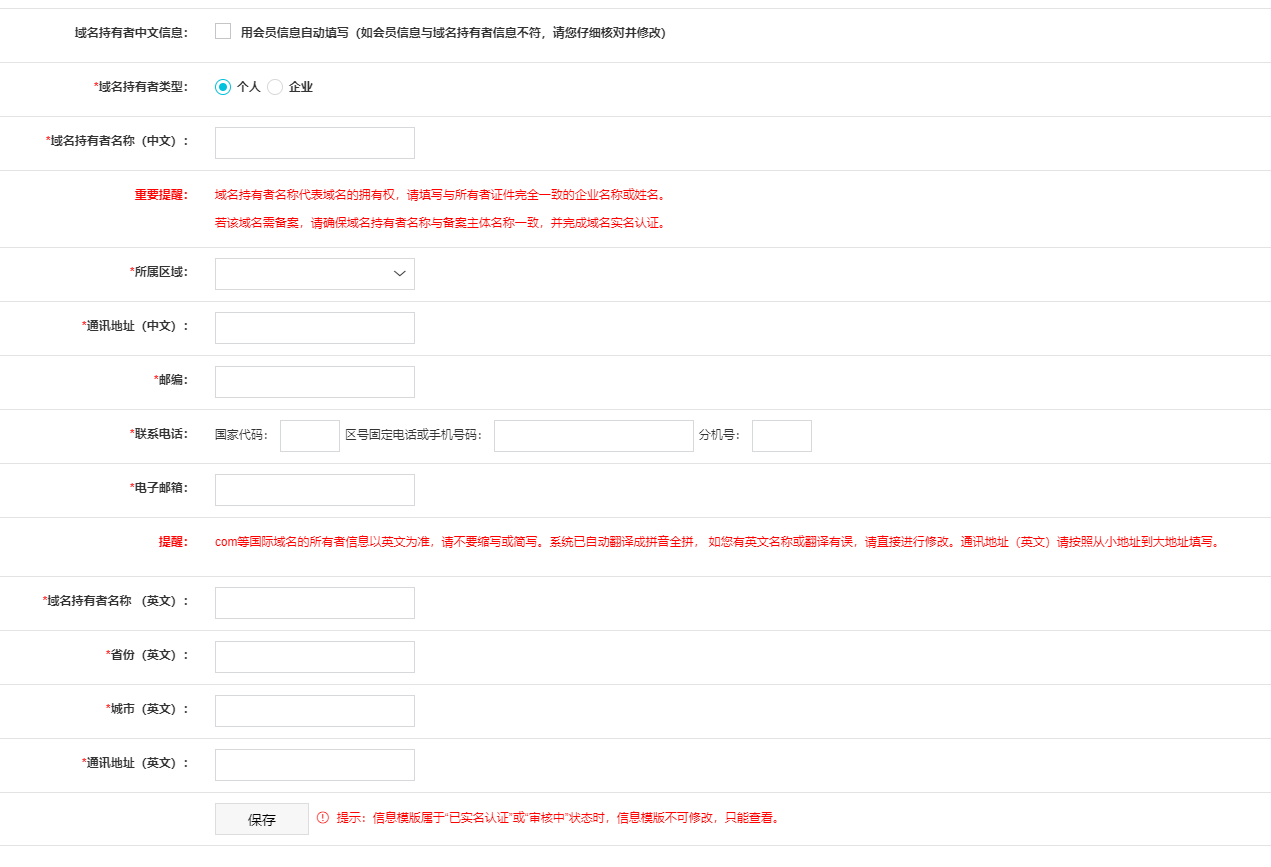 域名持有者中文信息： 用会员信息自动填写（如会员信息与域名持有者信息不符，请您仔细核对并修改）
*域名持有者类型： 个人 企业
*域名持有者名称（中文）：
重要提醒： 域名持有者名称代表域名的拥有权，请填写与所有者证件完全一致的企业名称或姓名。
若该域名需备案，请确保域名持有者名称与备案主体名称一致，并完成域名实名认证。
*所属区域：
*通讯地址（中文）：
*邮编：
*联系电话： 国家代码： 区号固定电话或手机号码： 分机号：
*电子邮箱：
提醒： com等国际域名的所有者信息以英文为准，请不要缩写或简写。系统已自动翻译成拼音全拼， 如您有英文名称或翻译有误，请直接进行修改。通讯地址（英文）请按照从小地址到大地址填写。
*域名持有者名称 （英文）：
*省份（英文）：
*城市（英文）：
*通讯地址（英文）：
保存 提示：信息模版属于“已实名认证”或“审核中”状态时，信息模版不可修改，只能查看。